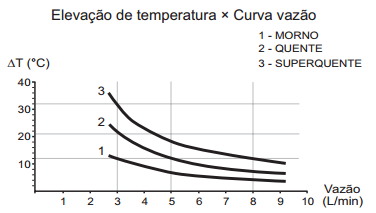 Elevação de temperatura × Curva vazão
1 - MORNO
2 - QUENTE
3 - SUPERQUENTE
ΔT (°C)
40
30
20
10
3
2
1
1 2 3 4 5 6 7 8 9 10
Vazão
(L/min)